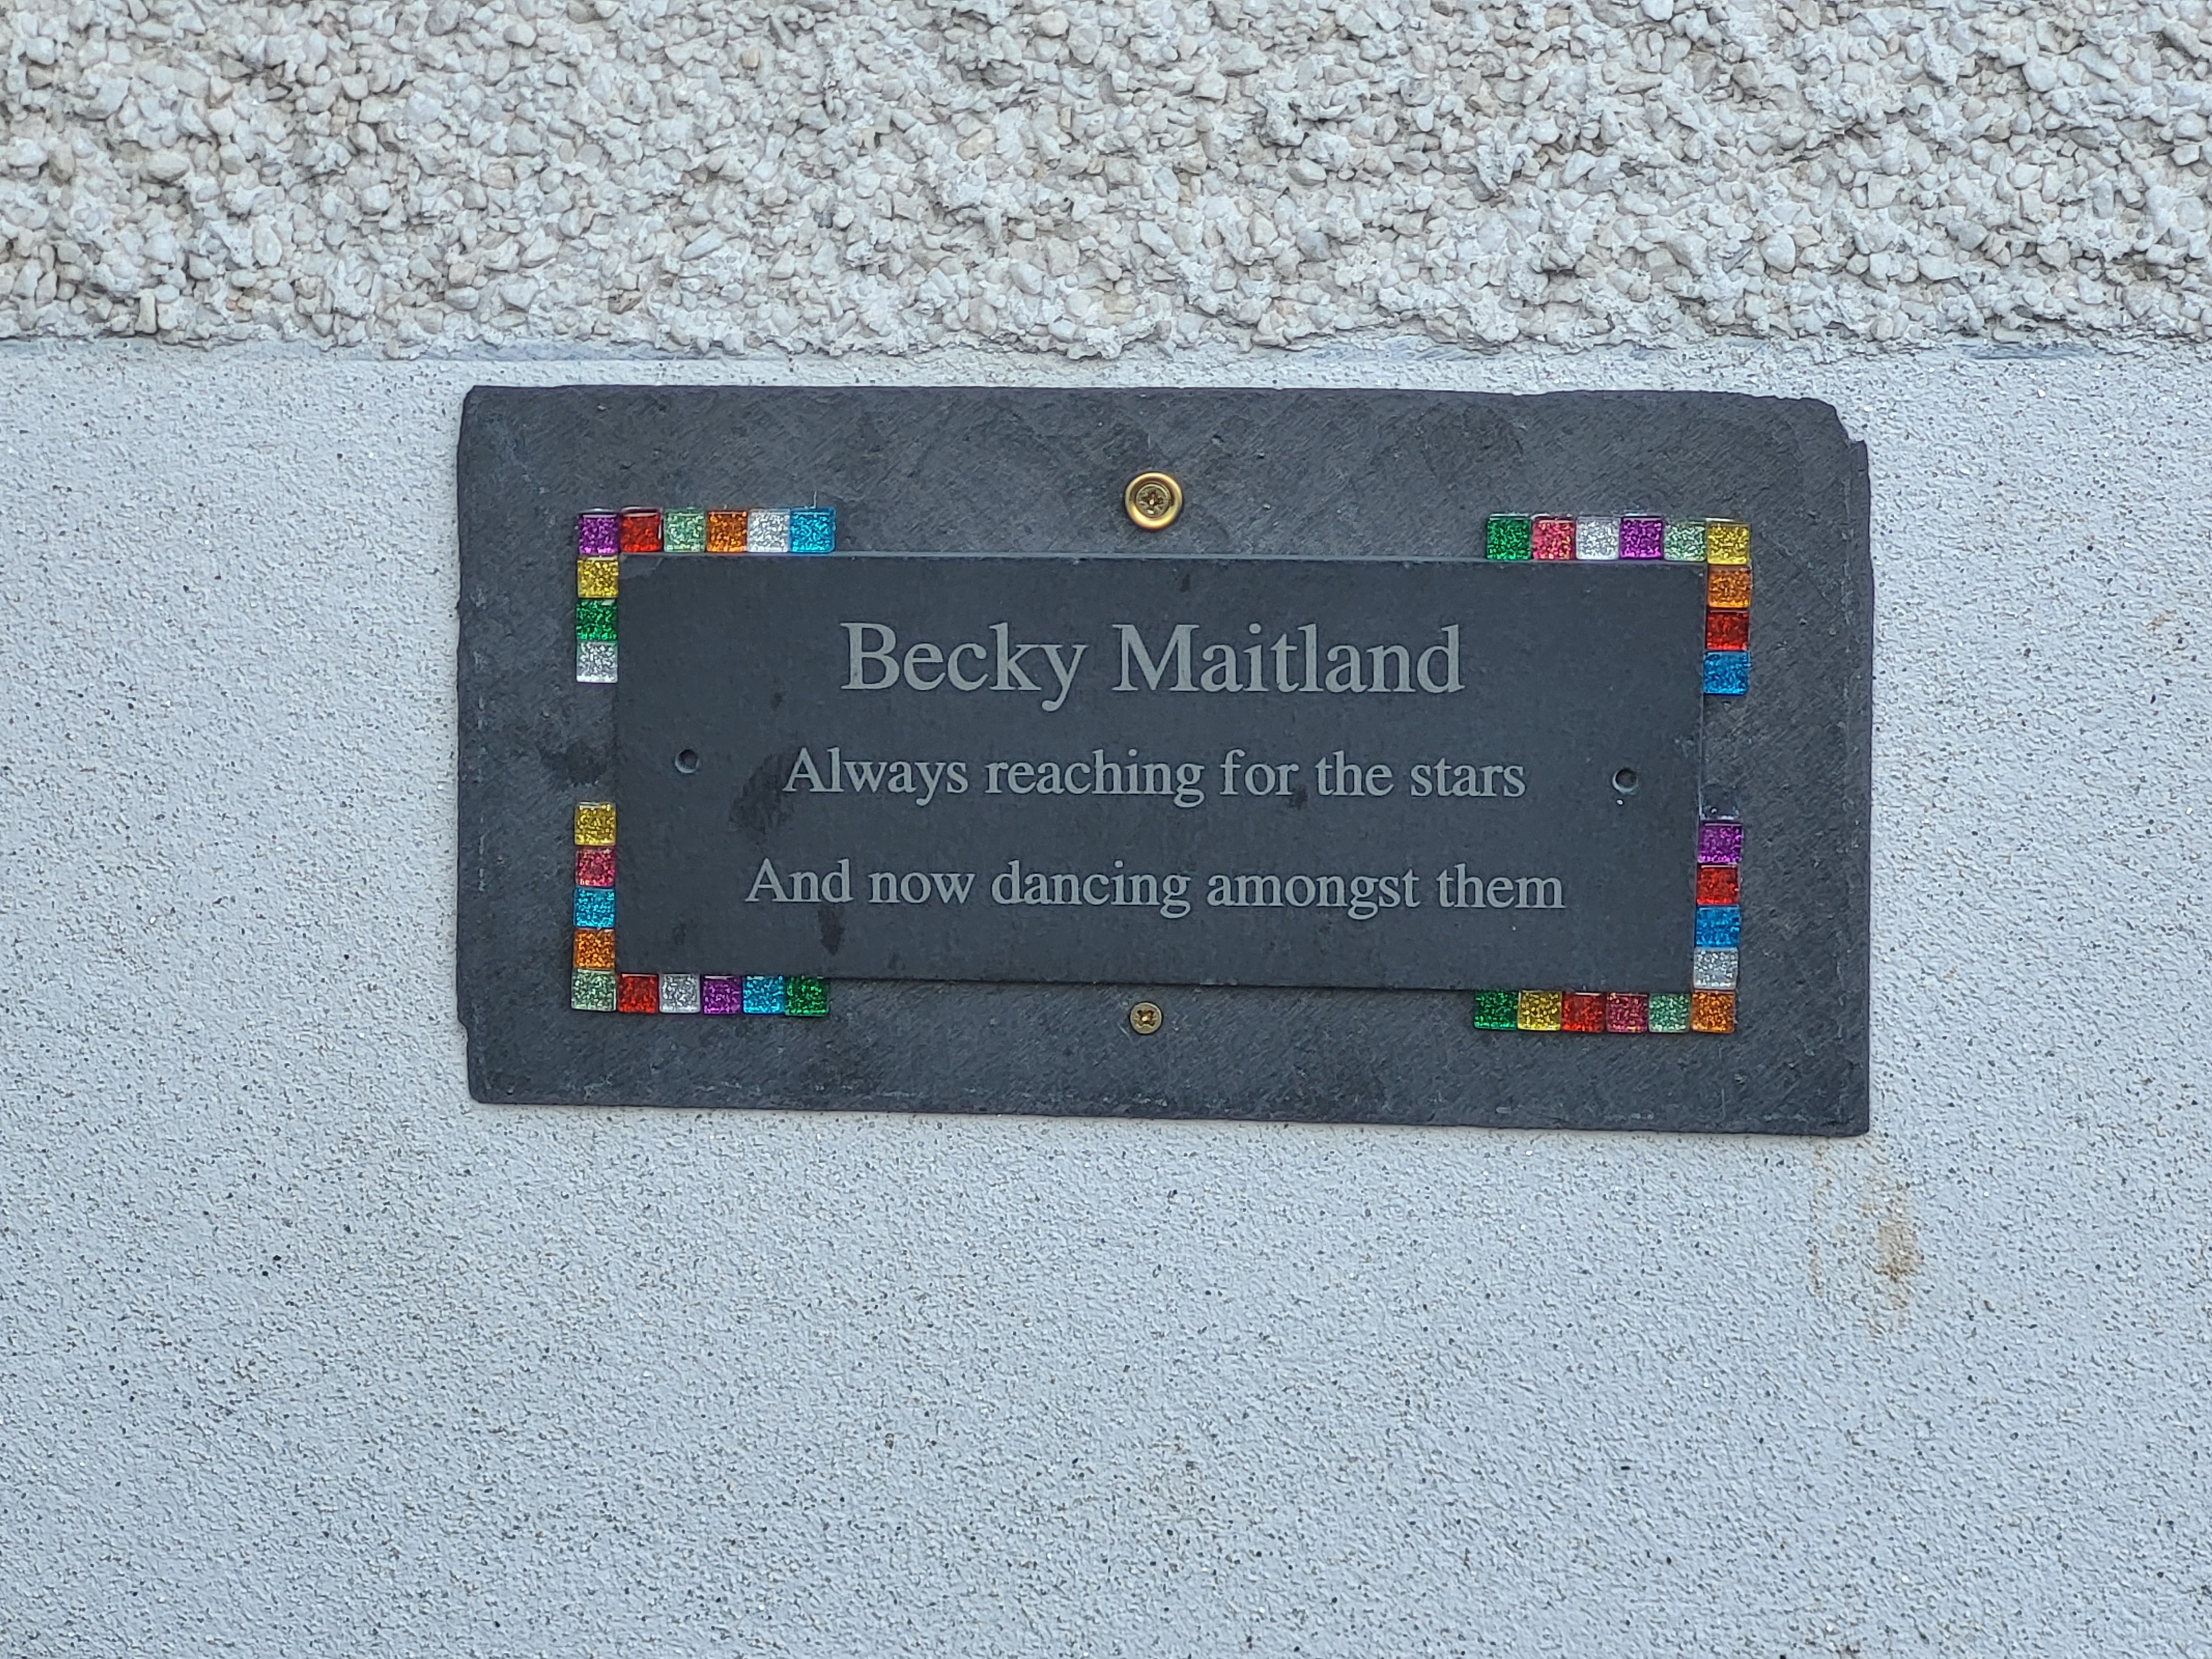 Becky Maitland
Always reaching for the stars
And now dancing amongst them